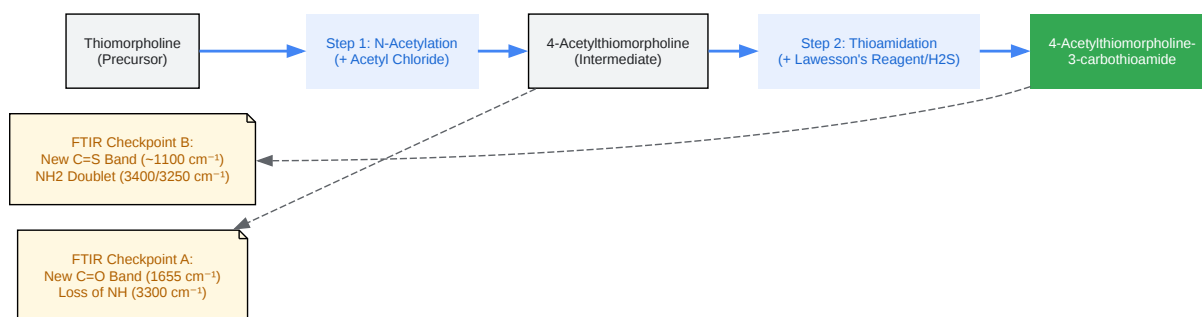 Thiomorpholine
(Precursor)
Step 1: N-Acetylation
(+ Acetyl Chloride)
4-Acetylthiomorpholine
(Intermediate)
Step 2: Thioamidation
(+ Lawesson's Reagent/H2S)
4-Acetylthiomorpholine-
3-carbothioamide
FTIR Checkpoint B:
New C=S Band (~1100 cm⁻¹)
NH2 Doublet (3400/3250 cm⁻¹)
FTIR Checkpoint A:
New C=O Band (1655 cm⁻¹)
Loss of NH (3300 cm⁻¹)